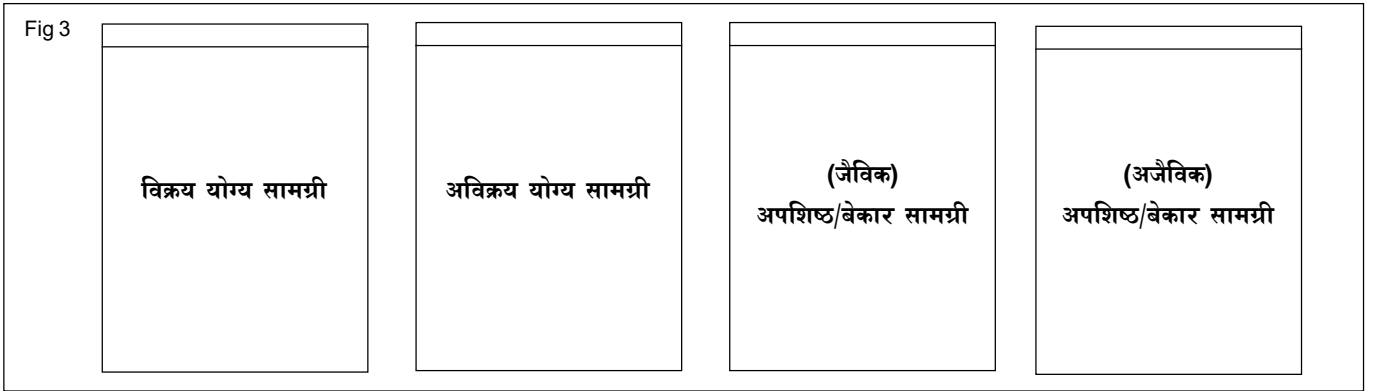 Fig 3
विक्रय योग्य सामग्री
अविक्रय योग्य सामग्री
(जैविक)
अपशिष्ठ/बेकार सामग्री
(अजैविक)
अपशिष्ठ/बेकार सामग्री